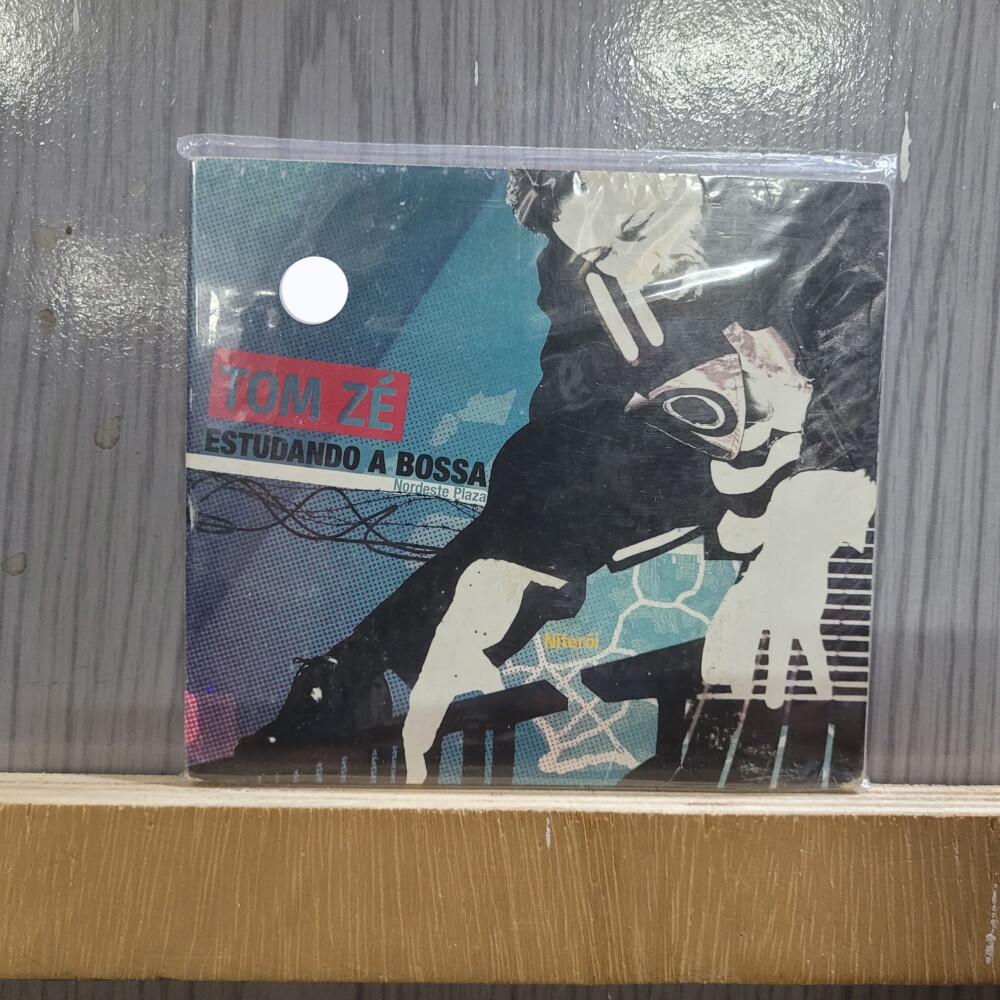 TOM ZÉ
ESTUDANDO A BOSSA
Nordeste Plaza
Niterói